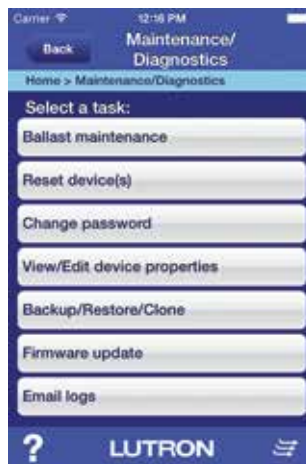 Carrier 12:16 PM
Back
Maintenance/
Diagnostics
Home > Maintenance/Diagnostics
Select a task:
Ballast maintenance
Reset device(s)
Change password
View/Edit device properties
Backup/Restore/Clone
Firmware update
Email logs
? LUTRON